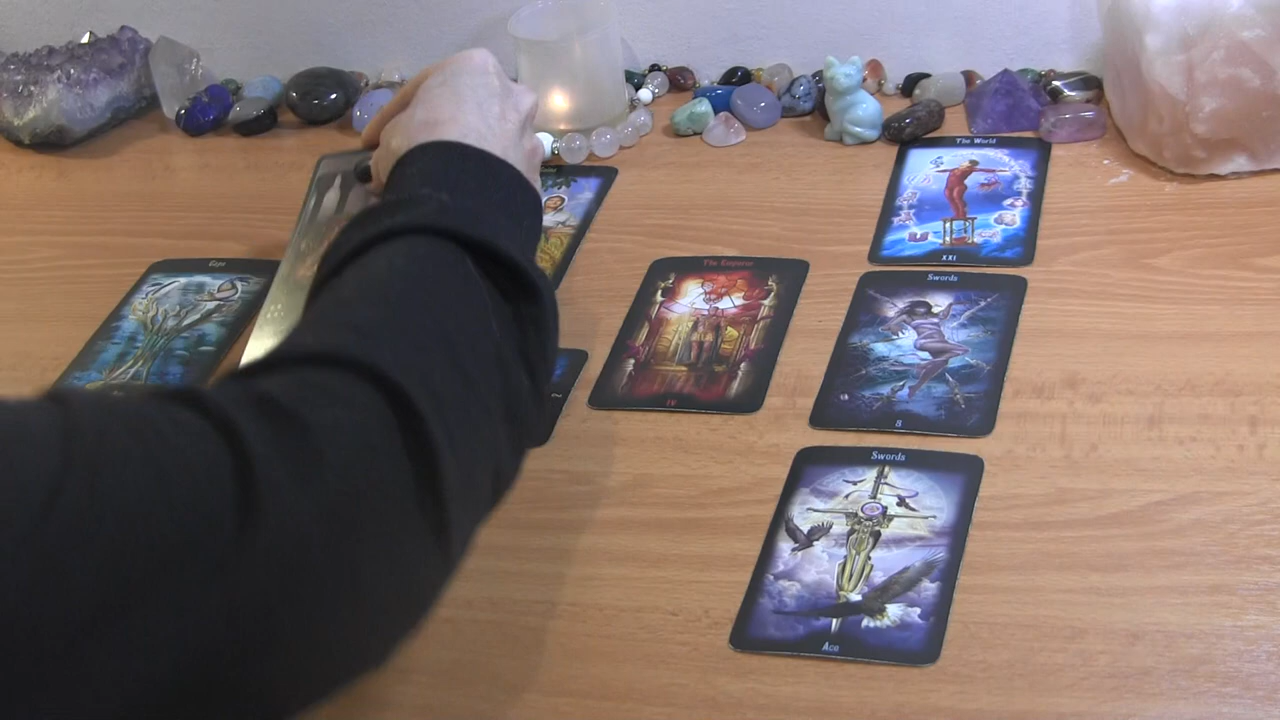 The World
XXI
Cups
The Emperor
IV
Swords
8
Swords
Ace